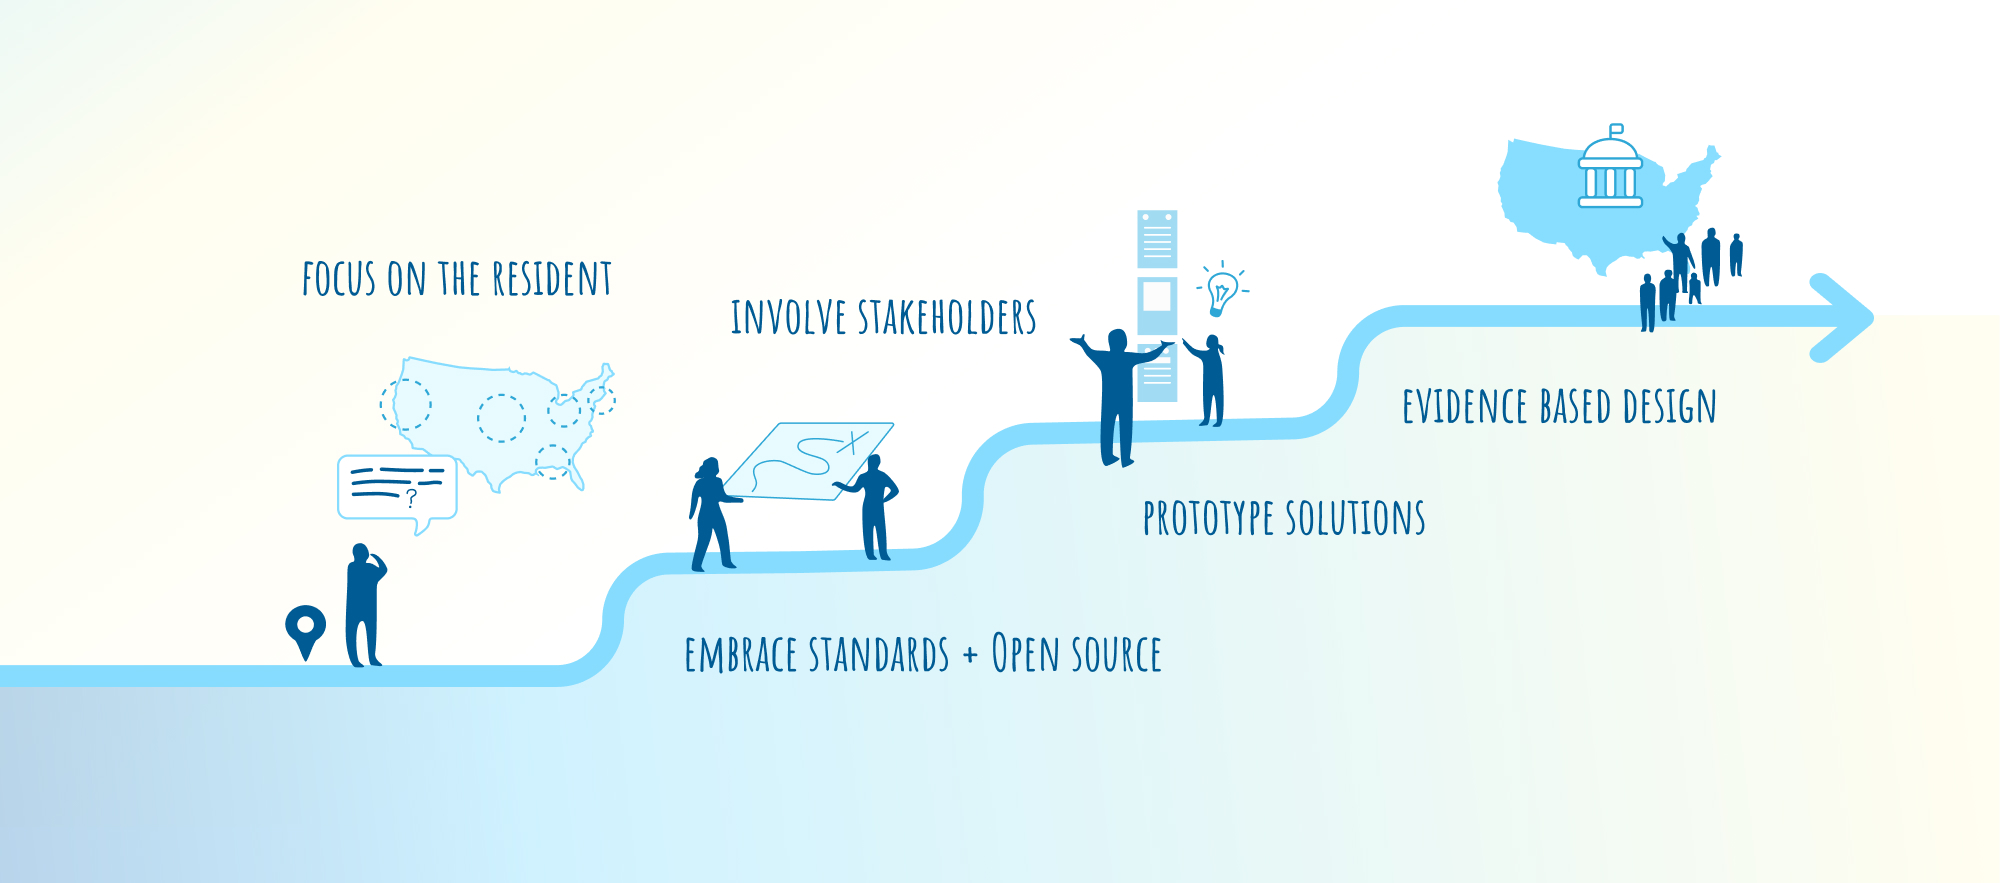 FOCUS ON THE RESIDENT
INVOLVE STAKEHOLDERS
?
EMBRACE STANDARDS + OPEN SOURCE
PROTOTYPE SOLUTIONS
EVIDENCE BASED DESIGN